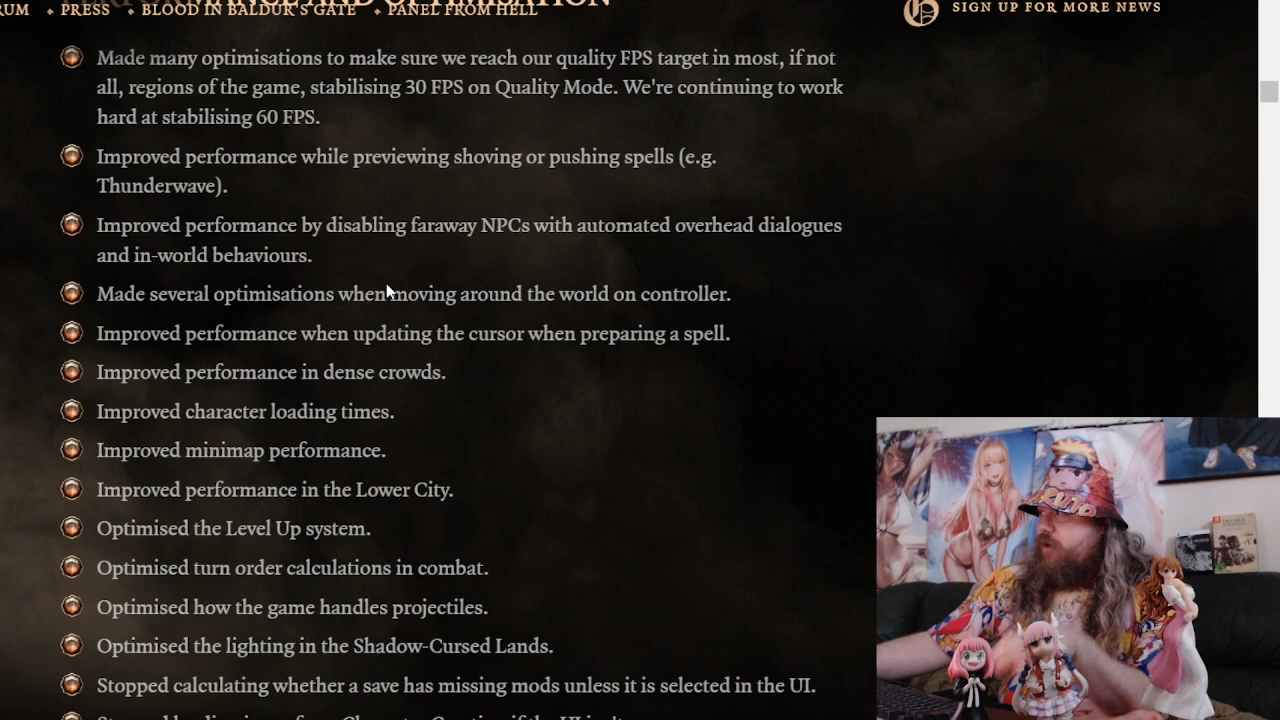 RUM PRESS BLOOD IN BALDUR'S GATE PANEL FROM HELL
SIGN UP FOR MORE NEWS
Made many optimisations to make sure we reach our quality FPS target in most, if not
all, regions of the game, stabilising 30 FPS on Quality Mode. We're continuing to work
hard at stabilising 60 FPS.
Improved performance while previewing shoving or pushing spells (e.g.
Thunderwave).
Improved performance by disabling faraway NPCs with automated overhead dialogues
and in-world behaviours.
Made several optimisations when moving around the world on controller.
Improved performance when updating the cursor when preparing a spell.
Improved performance in dense crowds.
Improved character loading times.
Improved minimap performance.
Improved performance in the Lower City.
Optimised the Level Up system.
Optimised turn order calculations in combat.
Optimised how the game handles projectiles.
Optimised the lighting in the Shadow-Cursed Lands.
Stopped calculating whether a save has missing mods unless it is selected in the UI.